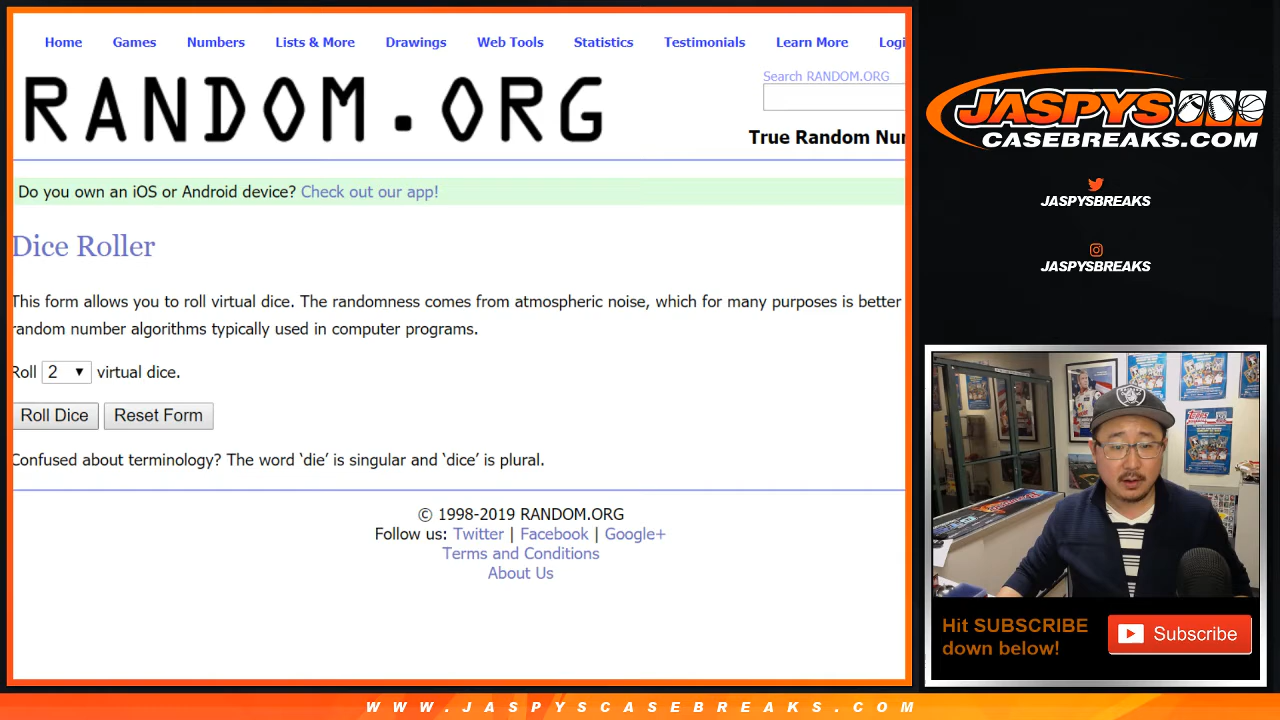 Home Games Numbers Lists & More Drawings Web Tools Statistics Testimonials Learn More Logi
RANDOM.ORG
Search RANDOM.ORG
True Random Nur
Do you own an iOS or Android device? Check out our app!
Dice Roller
This form allows you to roll virtual dice. The randomness comes from atmospheric noise, which for many purposes is better
random number algorithms typically used in computer programs.
Roll 2 virtual dice.
Roll Dice Reset Form
Confused about terminology? The word ‘die’ is singular and ‘dice’ is plural.
© 1998-2019 RANDOM.ORG
Follow us: Twitter | Facebook | Google+
Terms and Conditions
About Us
JASPYS
CASEBREAKS.COM
JASPYSBREAKS
JASPYSBREAKS
Hit SUBSCRIBE
down below!
Subscribe
WWW.JASPYSCASEBREAKS.COM